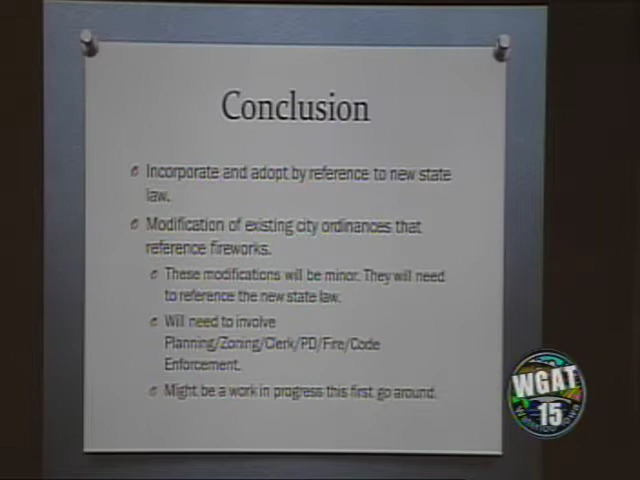 Conclusion
Incorporate and adopt by reference to new state
law.
Modification of existing city ordinances that
reference fireworks.
These modifications will be minor. They will need
to reference the new state law.
Will need to involve
Planning/Zoning/Clerk/PD/Fire/Code
Enforcement.
Might be a work in progress this first go around.
WGAT
15
Waterloo Iowa